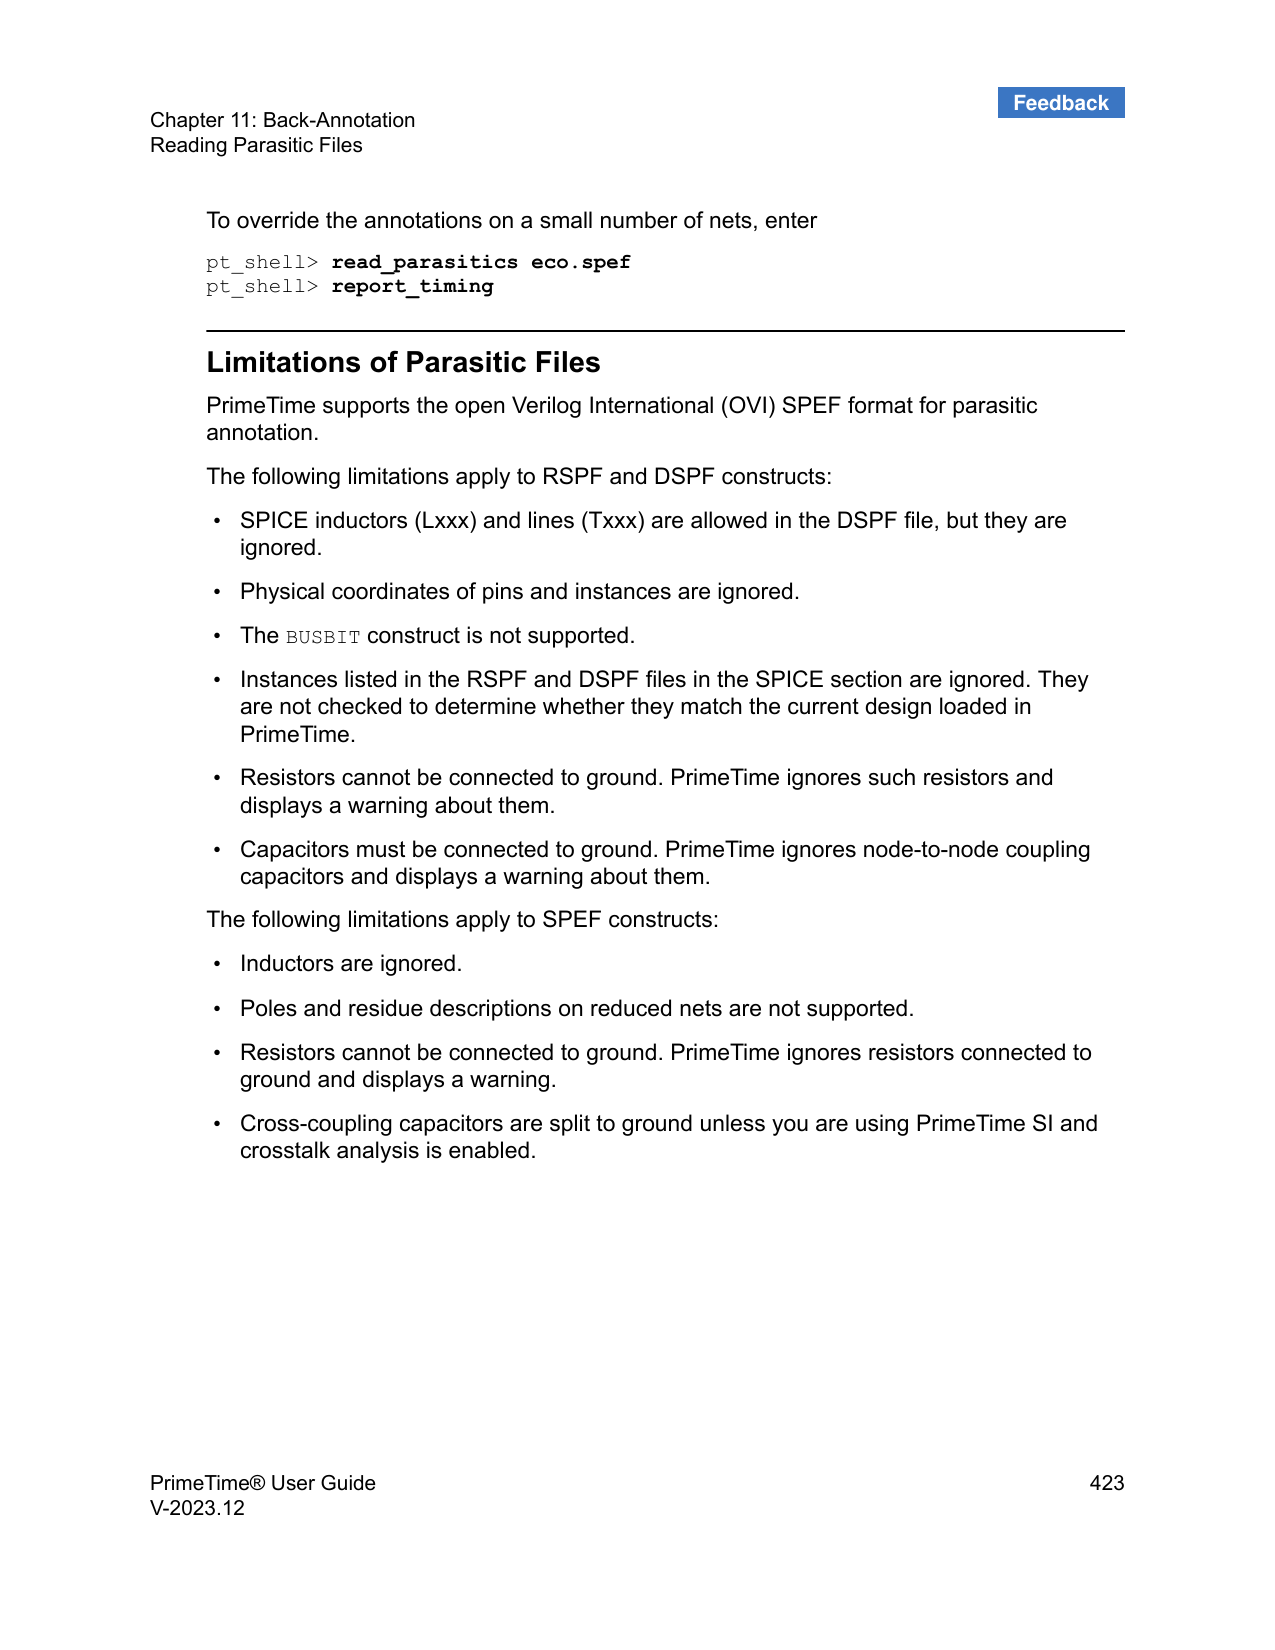 Feedback
Chapter 11: Back-Annotation
Reading Parasitic Files
To override the annotations on a small number of nets, enter
pt_shell> read_parasitics eco.spef
pt_shell> report_timing
Limitations of Parasitic Files
PrimeTime supports the open Verilog International (OVI) SPEF format for parasitic
annotation.
The following limitations apply to RSPF and DSPF constructs:
• SPICE inductors (Lxxx) and lines (Txxx) are allowed in the DSPF file, but they are
ignored.
• Physical coordinates of pins and instances are ignored.
• The BUSBIT construct is not supported.
• Instances listed in the RSPF and DSPF files in the SPICE section are ignored. They
are not checked to determine whether they match the current design loaded in
PrimeTime.
• Resistors cannot be connected to ground. PrimeTime ignores such resistors and
displays a warning about them.
• Capacitors must be connected to ground. PrimeTime ignores node-to-node coupling
capacitors and displays a warning about them.
The following limitations apply to SPEF constructs:
• Inductors are ignored.
• Poles and residue descriptions on reduced nets are not supported.
• Resistors cannot be connected to ground. PrimeTime ignores resistors connected to
ground and displays a warning.
• Cross-coupling capacitors are split to ground unless you are using PrimeTime SI and
crosstalk analysis is enabled.
PrimeTime® User Guide
V-2023.12
423